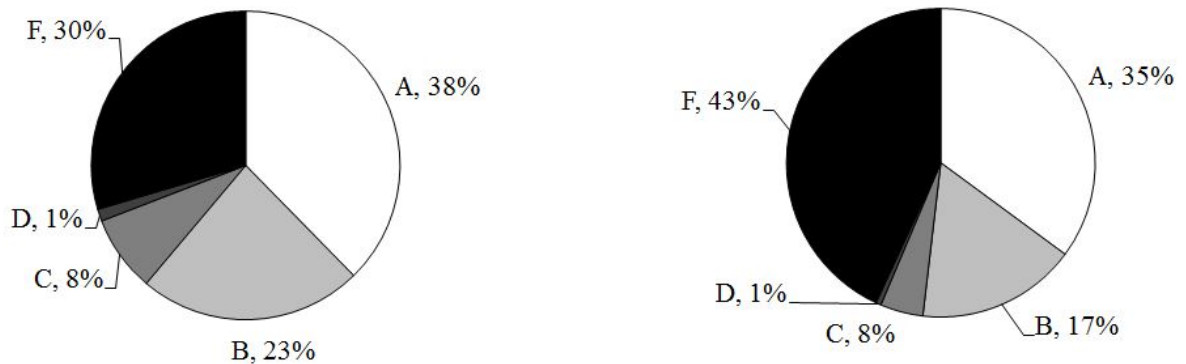 F, 30%
A, 38%
D, 1%
C, 8%
B, 23%
F, 43%
A, 35%
D, 1%
C, 8%
B, 17%